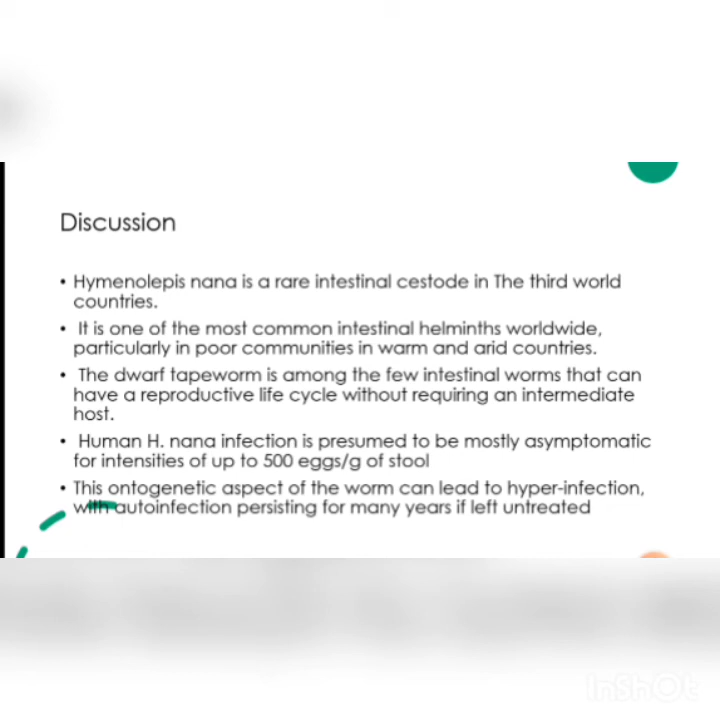 Discussion
• Hymenolepis nana is a rare intestinal cestode in The third world
countries.
• It is one of the most common intestinal helminths worldwide,
particularly in poor communities in warm and arid countries.
• The dwarf tapeworm is among the few intestinal worms that can
have a reproductive life cycle without requiring an intermediate
host.
• Human H. nana infection is presumed to be mostly asymptomatic
for intensities of up to 500 eggs/g of stool
• This ontogenetic aspect of the worm can lead to hyper-infection,
with autoinfection persisting for many years if left untreated
InShOt